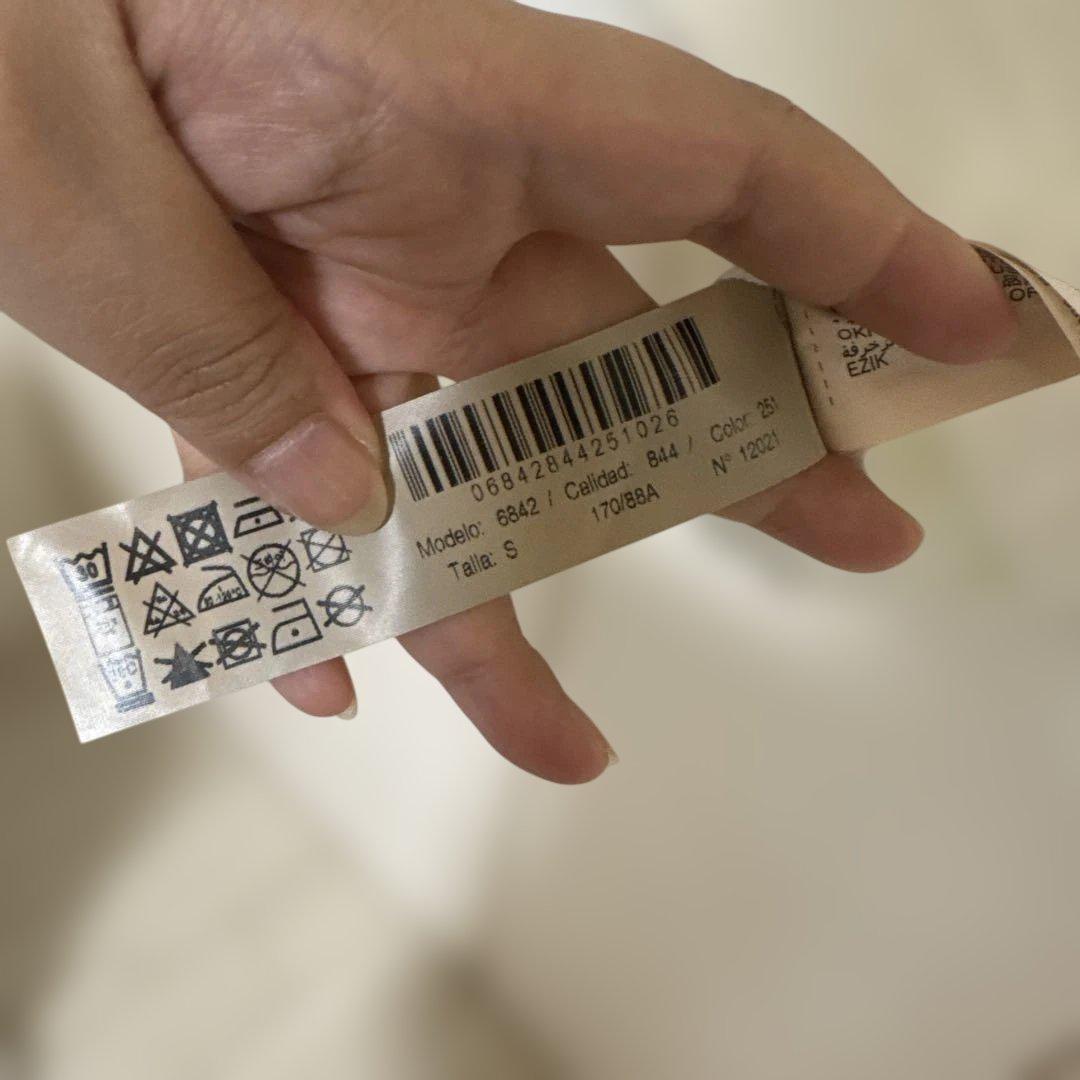 06842844251026
Modelo: 6842 / Calidad: 844 / Color: 251
Talla: S 170/88A Nº 12021
EZIK